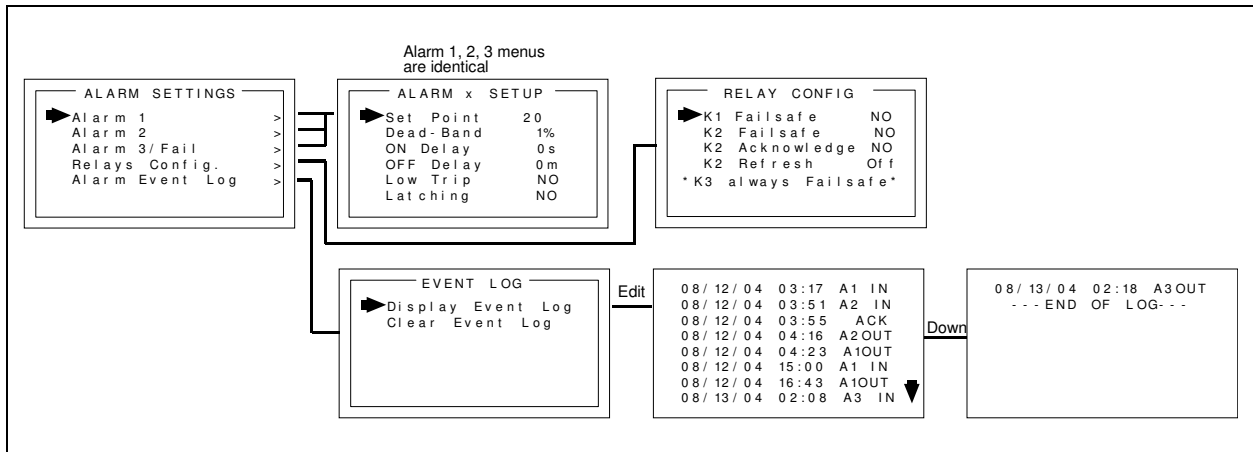 Alarm 1, 2, 3 menus
are identical
ALARM SETTINGS
Alarm 1 >
Alarm 2 >
Alarm 3/Fail >
Relays Config. >
Alarm Event Log >
ALARM x SETUP
Set Point 20
Dead-Band 1%
ON Delay 0s
OFF Delay 0m
Low Trip NO
Latching NO
RELAY CONFIG
K1 Failsafe NO
K2 Failsafe NO
K2 Acknowledge NO
K2 Refresh Off
*K3 always Failsafe*
EVENT LOG
Display Event Log
Clear Event Log
Edit
08/12/04 03:17 A1 IN
08/12/04 03:51 A2 IN
08/12/04 03:55 ACK
08/12/04 04:16 A2OUT
08/12/04 04:23 A1OUT
08/12/04 15:00 A1 IN
08/12/04 16:43 A1OUT
08/13/04 02:08 A3 IN
Down
08/13/04 02:18 A3OUT
---END OF LOG---